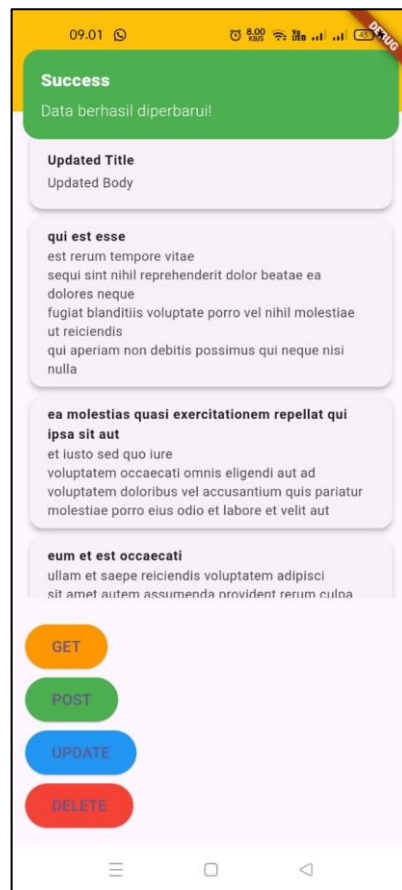 09.01
8.00
KB/S
DEBUG
45
Success
Data berhasil diperbarui!
Updated Title
Updated Body
qui est esse
est rerum tempore vitae
sequi sint nihil reprehenderit dolor beatae ea
dolores neque
fugiat blanditiis voluptate porro vel nihil molestiae
ut reiciendis
qui aperiam non debitis possimus qui neque nisi
nulla
ea molestias quasi exercitationem repellat qui
ipsa sit aut
et iusto sed quo iure
voluptatem occaecati omnis eligendi aut ad
voluptatem doloribus vel accusantium quis pariatur
molestiae porro eius odio et labore et velit aut
eum et est occaecati
ullam et saepe reiciendis voluptatem adipisci
sit amet autem assumenda provident rerum culpa
GET
POST
UPDATE
DELETE